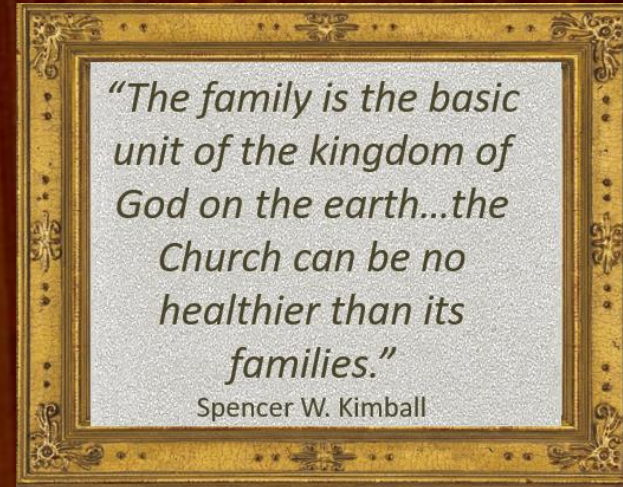 “The family is the basic
unit of the kingdom of
God on the earth...the
Church can be no
healthier than its
families.”
Spencer W. Kimball